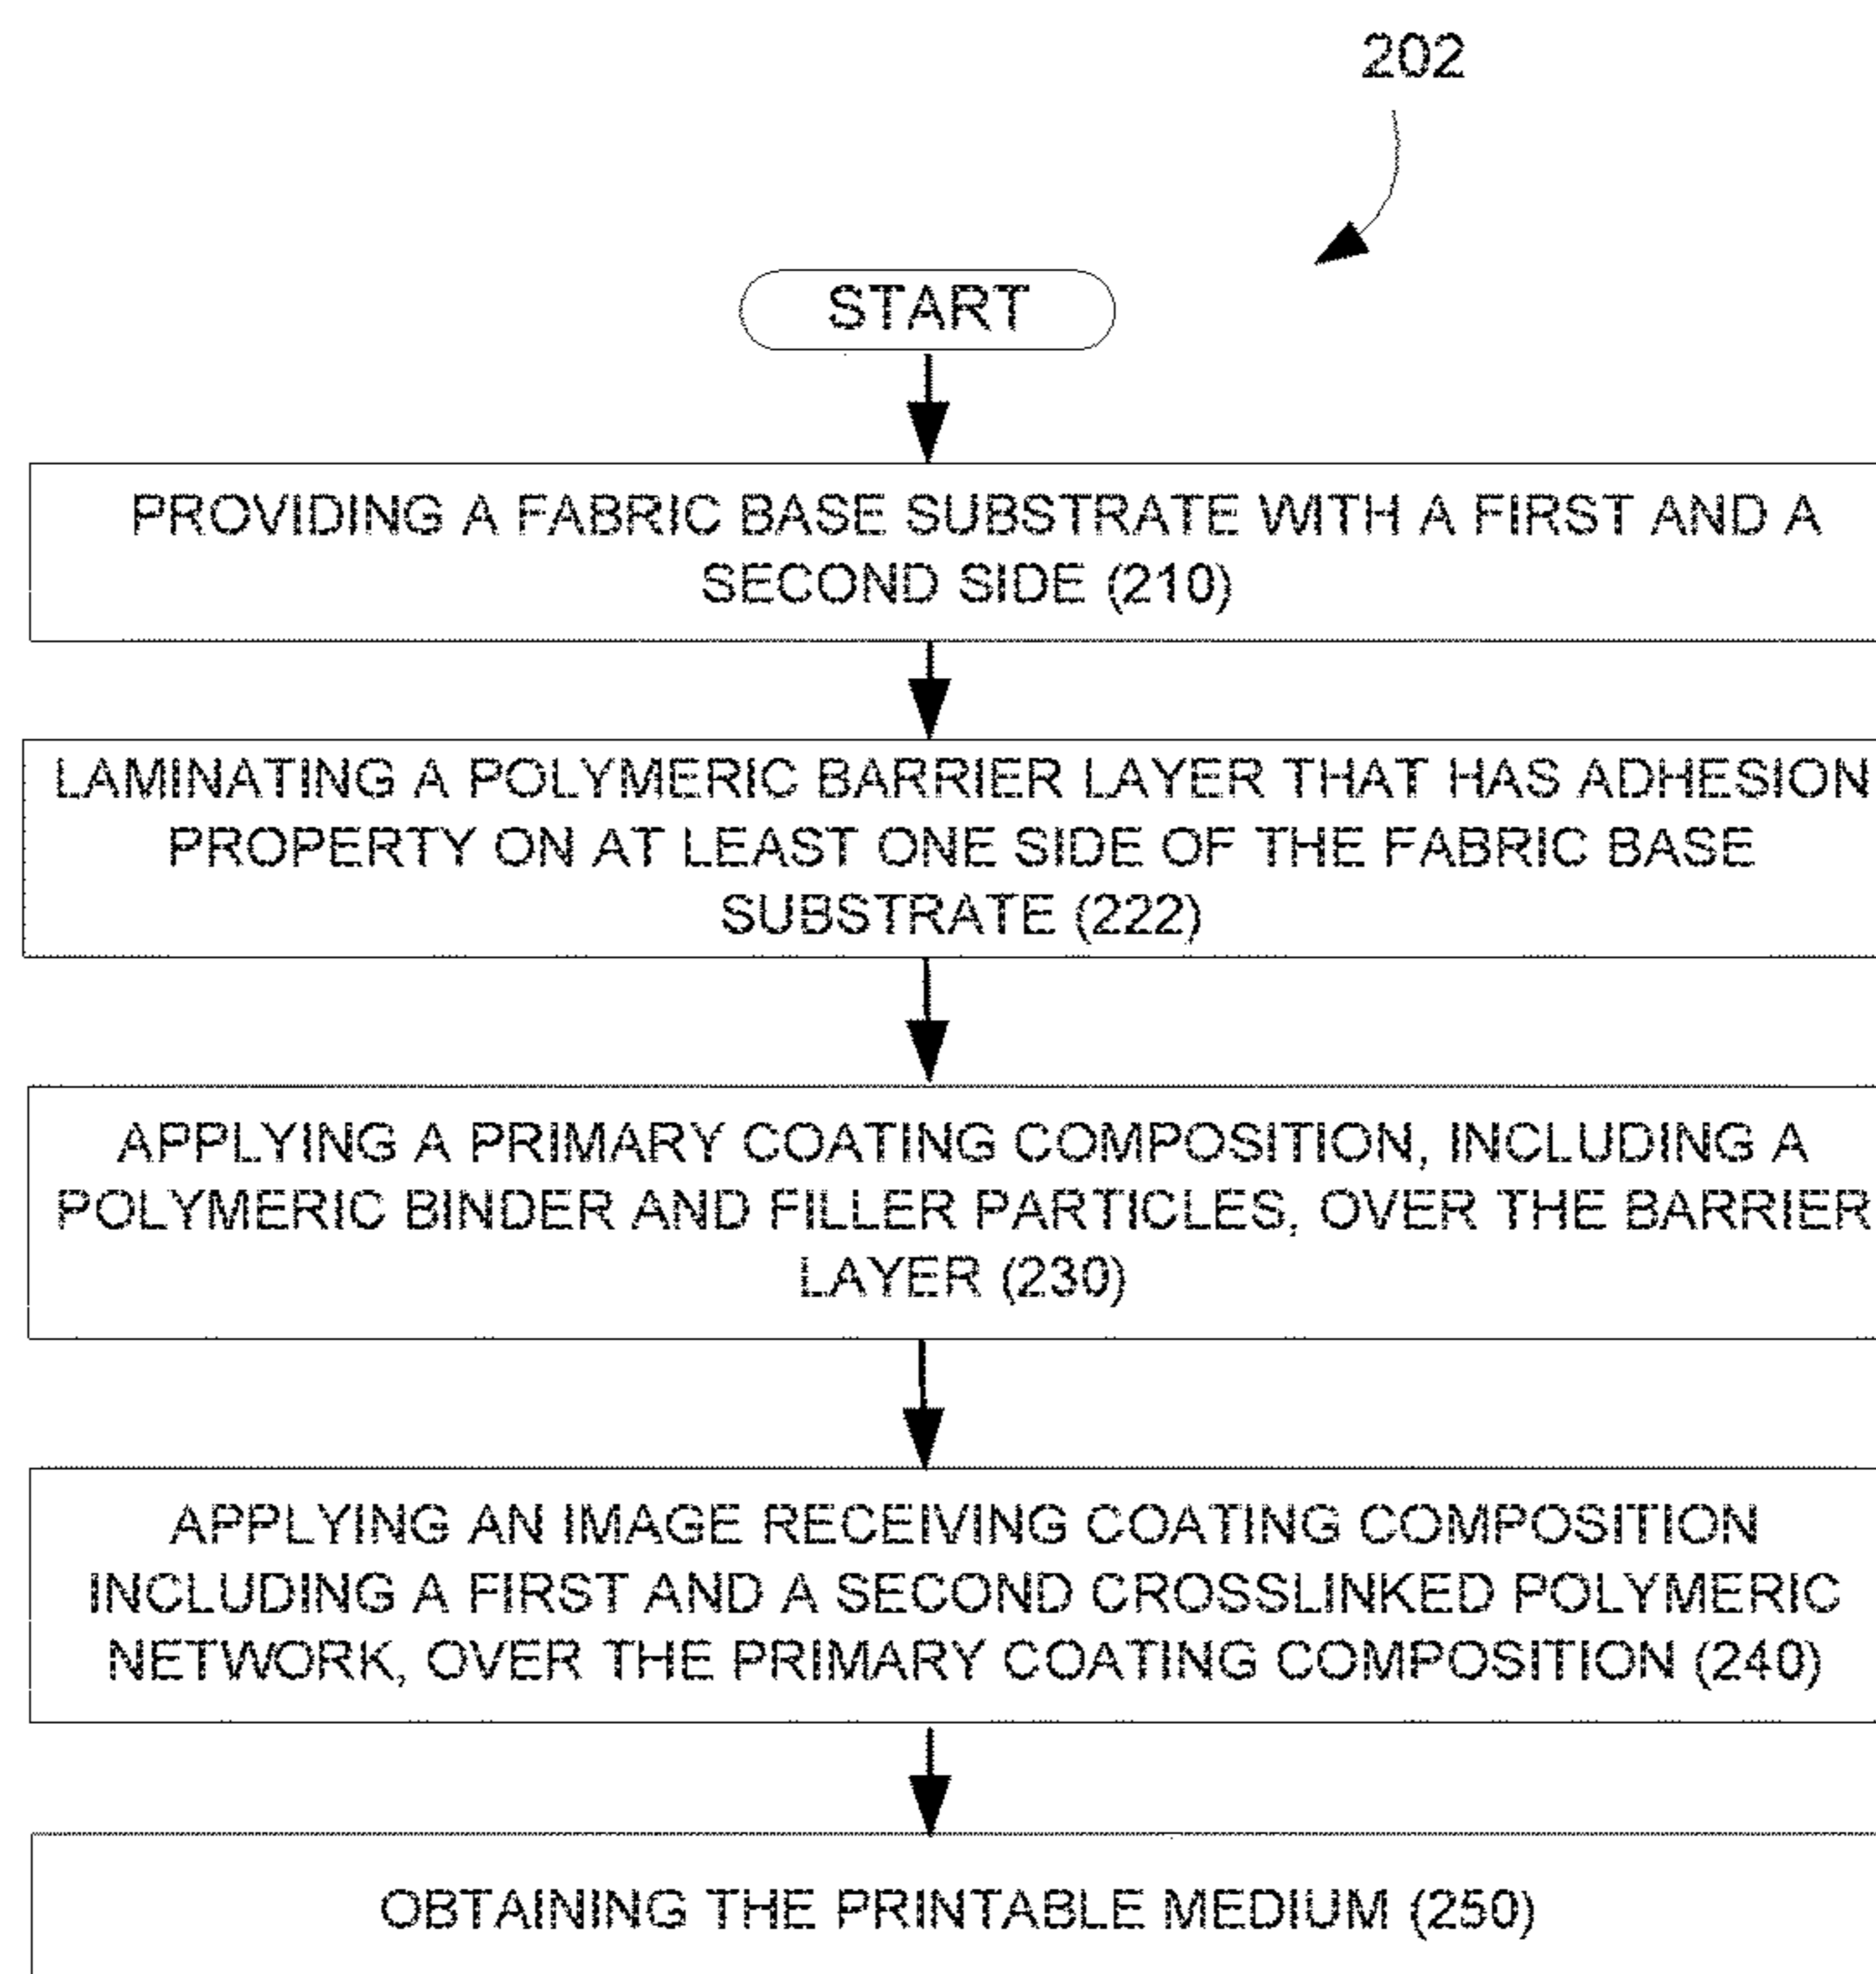 202
START
PROVIDING A FABRIC BASE SUBSTRATE WITH A FIRST AND A
SECOND SIDE (210)
LAMINATING A POLYMERIC BARRIER LAYER THAT HAS ADHESION
PROPERTY ON AT LEAST ONE SIDE OF THE FABRIC BASE
SUBSTRATE (222)
APPLYING A PRIMARY COATING COMPOSITION, INCLUDING A
POLYMERIC BINDER AND FILLER PARTICLES, OVER THE BARRIER
LAYER (230)
APPLYING AN IMAGE RECEIVING COATING COMPOSITION
INCLUDING A FIRST AND A SECOND CROSSLINKED POLYMERIC
NETWORK, OVER THE PRIMARY COATING COMPOSITION (240)
OBTAINING THE PRINTABLE MEDIUM (250)